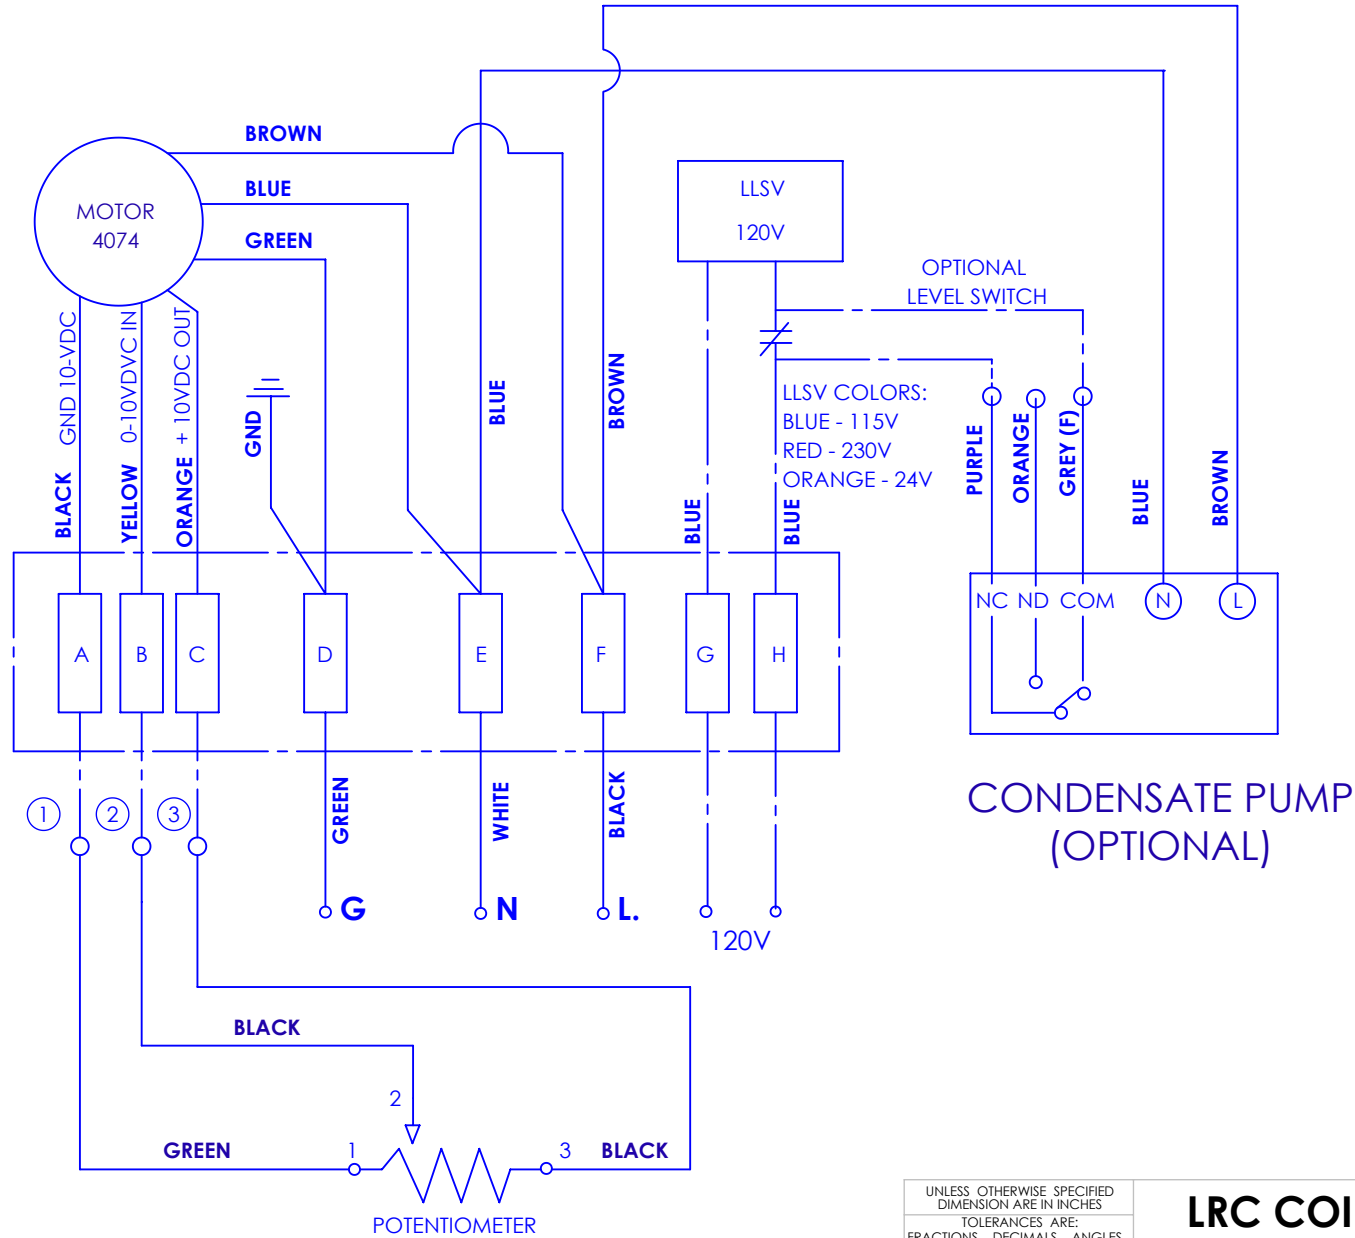 BROWN
BLUE
GREEN
MOTOR
4074
LLSV
120V
OPTIONAL
LEVEL SWITCH
BLACK GND 10-VDC
YELLOW 0-10VDVC IN
ORANGE + 10VDC OUT
GND
BLUE
BROWN
LLSV COLORS:
BLUE - 115V
RED - 230V
ORANGE - 24V
BLUE
BLUE
PURPLE
ORANGE
GREY (F)
BLUE
BROWN
NC ND COM N L
A B C D E F G H
CONDENSATE PUMP
(OPTIONAL)
1 2 3
GREEN
WHITE
BLACK
G N L.
120V
BLACK
2
GREEN 1 3 BLACK
POTENTIOMETER
UNLESS OTHERWISE SPECIFIED
DIMENSION ARE IN INCHES
TOLERANCES ARE:
FRACTIONS DECIMALS ANGLES
LRC COI